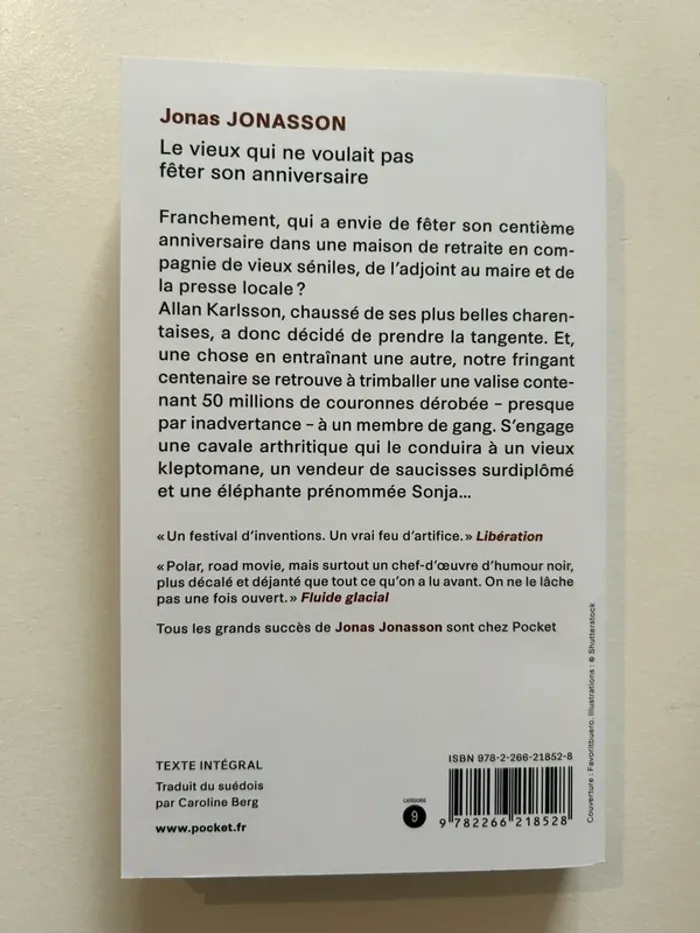 Jonas JONASSON
Le vieux qui ne voulait pas
fêter son anniversaire
Franchement, qui a envie de fêter son centième
anniversaire dans une maison de retraite en com-
pagnie de vieux séniles, de l'adjoint au maire et de
la presse locale ?
Allan Karlsson, chaussé de ses plus belles charen-
taises, a donc décidé de prendre la tangente. Et,
une chose en entraînant une autre, notre fringant
centenaire se retrouve à trimballer une valise conte-
nant 50 millions de couronnes dérobée – presque
par inadvertance – à un membre de gang. S'engage
une cavale arthritique qui le conduira à un vieux
kleptomane, un vendeur de saucisses surdiplômé
et une éléphante prénommée Sonja...
« Un festival d'inventions. Un vrai feu d'artifice. » Libération
« Polar, road movie, mais surtout un chef-d'œuvre d'humour noir,
plus décalé et déjanté que tout ce qu'on a lu avant. On ne le lâche
pas une fois ouvert. » Fluide glacial
Tous les grands succès de Jonas Jonasson sont chez Pocket
TEXTE INTÉGRAL
Traduit du suédois
par Caroline Berg
www.pocket.fr
ISBN 978-2-266-21852-8
9
9 782266 218528
Couverture : Favoritbuero. Illustrations : © Shutterstock